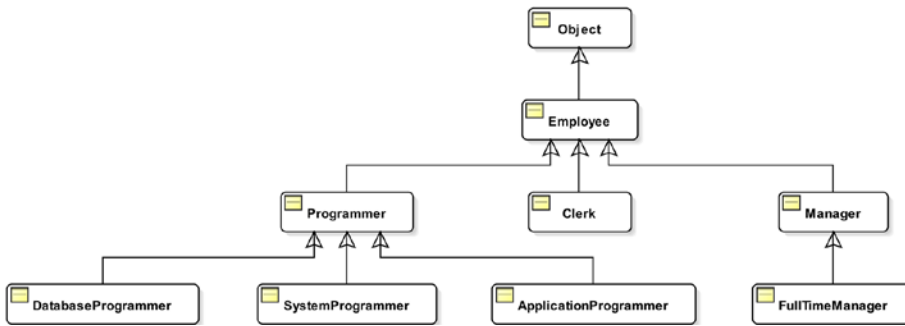 Object
Employee
Programmer
Clerk
Manager
DatabaseProgrammer
SystemProgrammer
ApplicationProgrammer
FullTimeManager